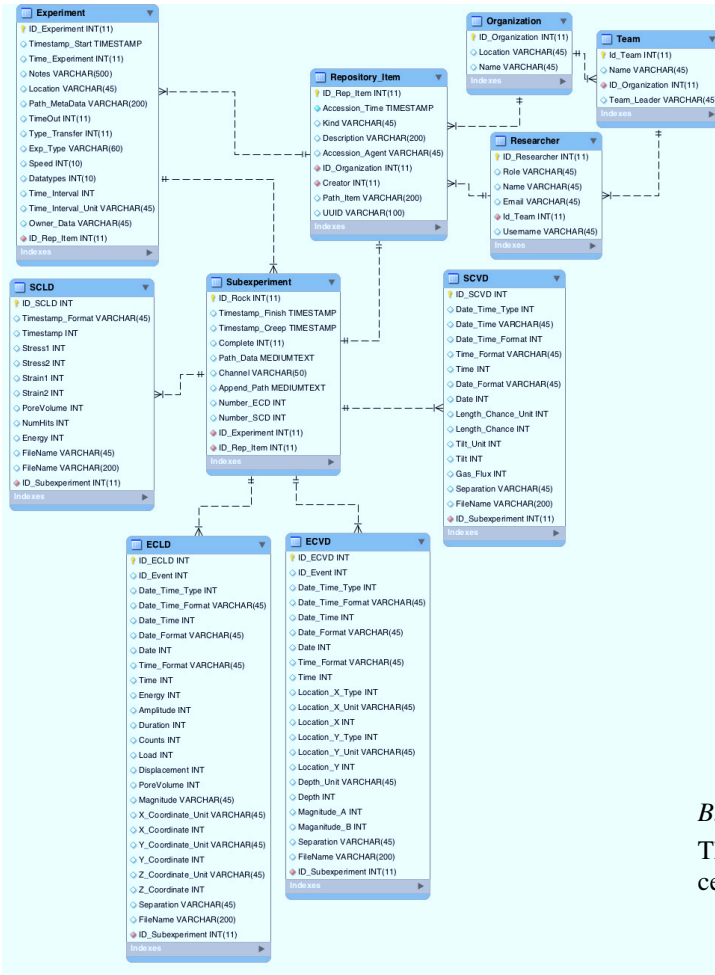 Experiment
ID_Experiment INT(11)
Timestamp_Start TIMESTAMP
Time_Experiment INT(11)
Notes VARCHAR(500)
Location VARCHAR(45)
Path_MetaData VARCHAR(200)
TimeOut INT(11)
Type_Transfer INT(11)
Exp_Type VARCHAR(60)
Speed INT(10)
Datatypes INT(10)
Time_Interval INT
Time_Interval_Unit VARCHAR(45)
Owner_Data VARCHAR(45)
ID_Rep_Item INT(11)
Indexes
Repository_Item
ID_Rep_Item INT(11)
Accession_Time TIMESTAMP
Kind VARCHAR(45)
Description VARCHAR(200)
Accession_Agent VARCHAR(45)
ID_Organization INT(11)
Creator INT(11)
Path_Item VARCHAR(200)
UUID VARCHAR(100)
Indexes
Organization
ID_Organization INT(11)
Location VARCHAR(45)
Name VARCHAR(45)
Indexes
Team
Id_Team INT(11)
Name VARCHAR(45)
ID_Organization INT(11)
Team_Leader VARCHAR(45)
Indexes
Researcher
ID_Researcher INT(11)
Role VARCHAR(45)
Name VARCHAR(45)
Email VARCHAR(45)
Id_Team INT(11)
Username VARCHAR(45)
Indexes
SCLD
ID_SCLD INT
Timestamp_Format VARCHAR(45)
Timestamp INT
Stress1 INT
Stress2 INT
Strain1 INT
Strain2 INT
PoreVolume INT
NumHits INT
Energy INT
FileName VARCHAR(45)
FileName VARCHAR(200)
ID_Subexperiment INT(11)
Indexes
Subexperiment
ID_Rock INT(11)
Timestamp_Finish TIMESTAMP
Timestamp_Creep TIMESTAMP
Complete INT(11)
Path_Data MEDIUMTEXT
Channel VARCHAR(50)
Append_Path MEDIUMTEXT
Number_ECD INT
Number_SCD INT
ID_Experiment INT(11)
ID_Rep_Item INT(11)
Indexes
SCVD
ID_SCVD INT
Date_Time_Type INT
Date_Time VARCHAR(45)
Date_Time_Format INT
Time_Format VARCHAR(45)
Time INT
Date_Format VARCHAR(45)
Date INT
Length_Chance_Unit INT
Length_Chance INT
Tilt_Unit INT
Tilt INT
Gas_Flux INT
Separation VARCHAR(45)
FileName VARCHAR(200)
ID_Subexperiment INT(11)
Indexes
ECLD
ID_ECLD INT
ID_Event INT
Date_Time_Type INT
Date_Time_Format VARCHAR(45)
Date_Time INT
Date_Format VARCHAR(45)
Date INT
Time_Format VARCHAR(45)
Time INT
Energy INT
Amplitude INT
Duration INT
Counts INT
Load INT
Displacement INT
PoreVolume INT
Magnitude VARCHAR(45)
X_Coordinate_Unit VARCHAR(45)
X_Coordinate INT
Y_Coordinate_Unit VARCHAR(45)
Y_Coordinate INT
Z_Coordinate_Unit VARCHAR(45)
Z_Coordinate INT
Separation VARCHAR(45)
FileName VARCHAR(200)
ID_Subexperiment INT(11)
Indexes
ECVD
ID_ECVD INT
ID_Event INT
Date_Time_Type INT
Date_Time_Format VARCHAR(45)
Date_Time INT
Date_Format VARCHAR(45)
Date INT
Time_Format VARCHAR(45)
Time INT
Location_X_Type INT
Location_X_Unit VARCHAR(45)
Location_X INT
Location_Y_Type INT
Location_Y_Unit VARCHAR(45)
Location_Y INT
Depth_Unit VARCHAR(45)
Depth INT
Magnitude_A INT
Maganitude_B INT
Separation VARCHAR(45)
FileName VARCHAR(200)
ID_Subexperiment INT(11)
Indexes